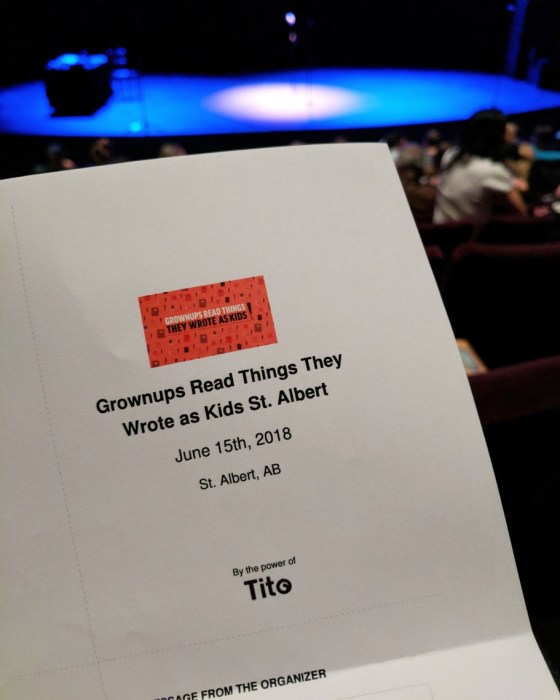 GROWNUPS READ THINGS
THEY WROTE AS KIDS
Grownups Read Things They
Wrote as Kids St. Albert
June 15th, 2018
St. Albert, AB
By the power of
Tito
SSAGE FROM THE ORGANIZER